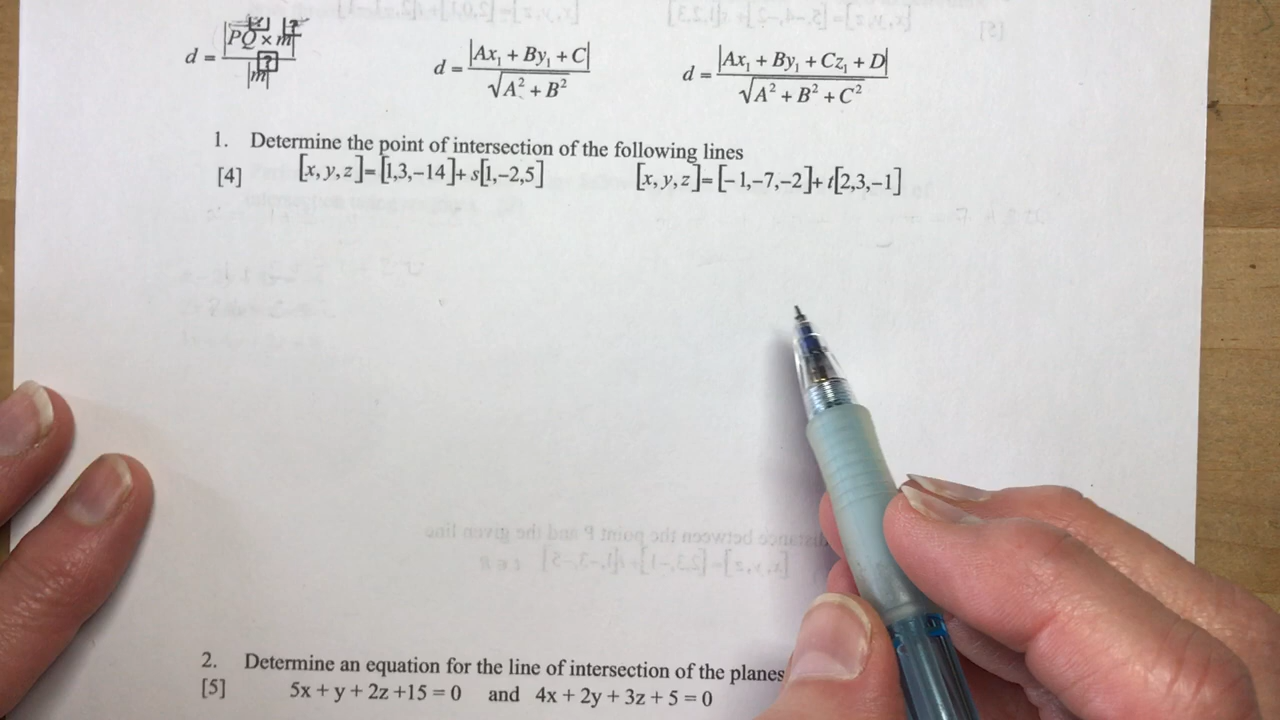 d = |PQ × m| / |m|
d = |Ax₁ + By₁ + C| / √A² + B²
d = |Ax₁ + By₁ + Cz₁ + D| / √A² + B² + C²
1. Determine the point of intersection of the following lines
[4] [x, y, z]=[1,3,−14]+ s[1,−2,5] [x, y, z]=[−1,−7,−2]+ t[2,3,−1]
2. Determine an equation for the line of intersection of the planes
[5] 5x + y + 2z +15 = 0 and 4x + 2y + 3z + 5 = 0